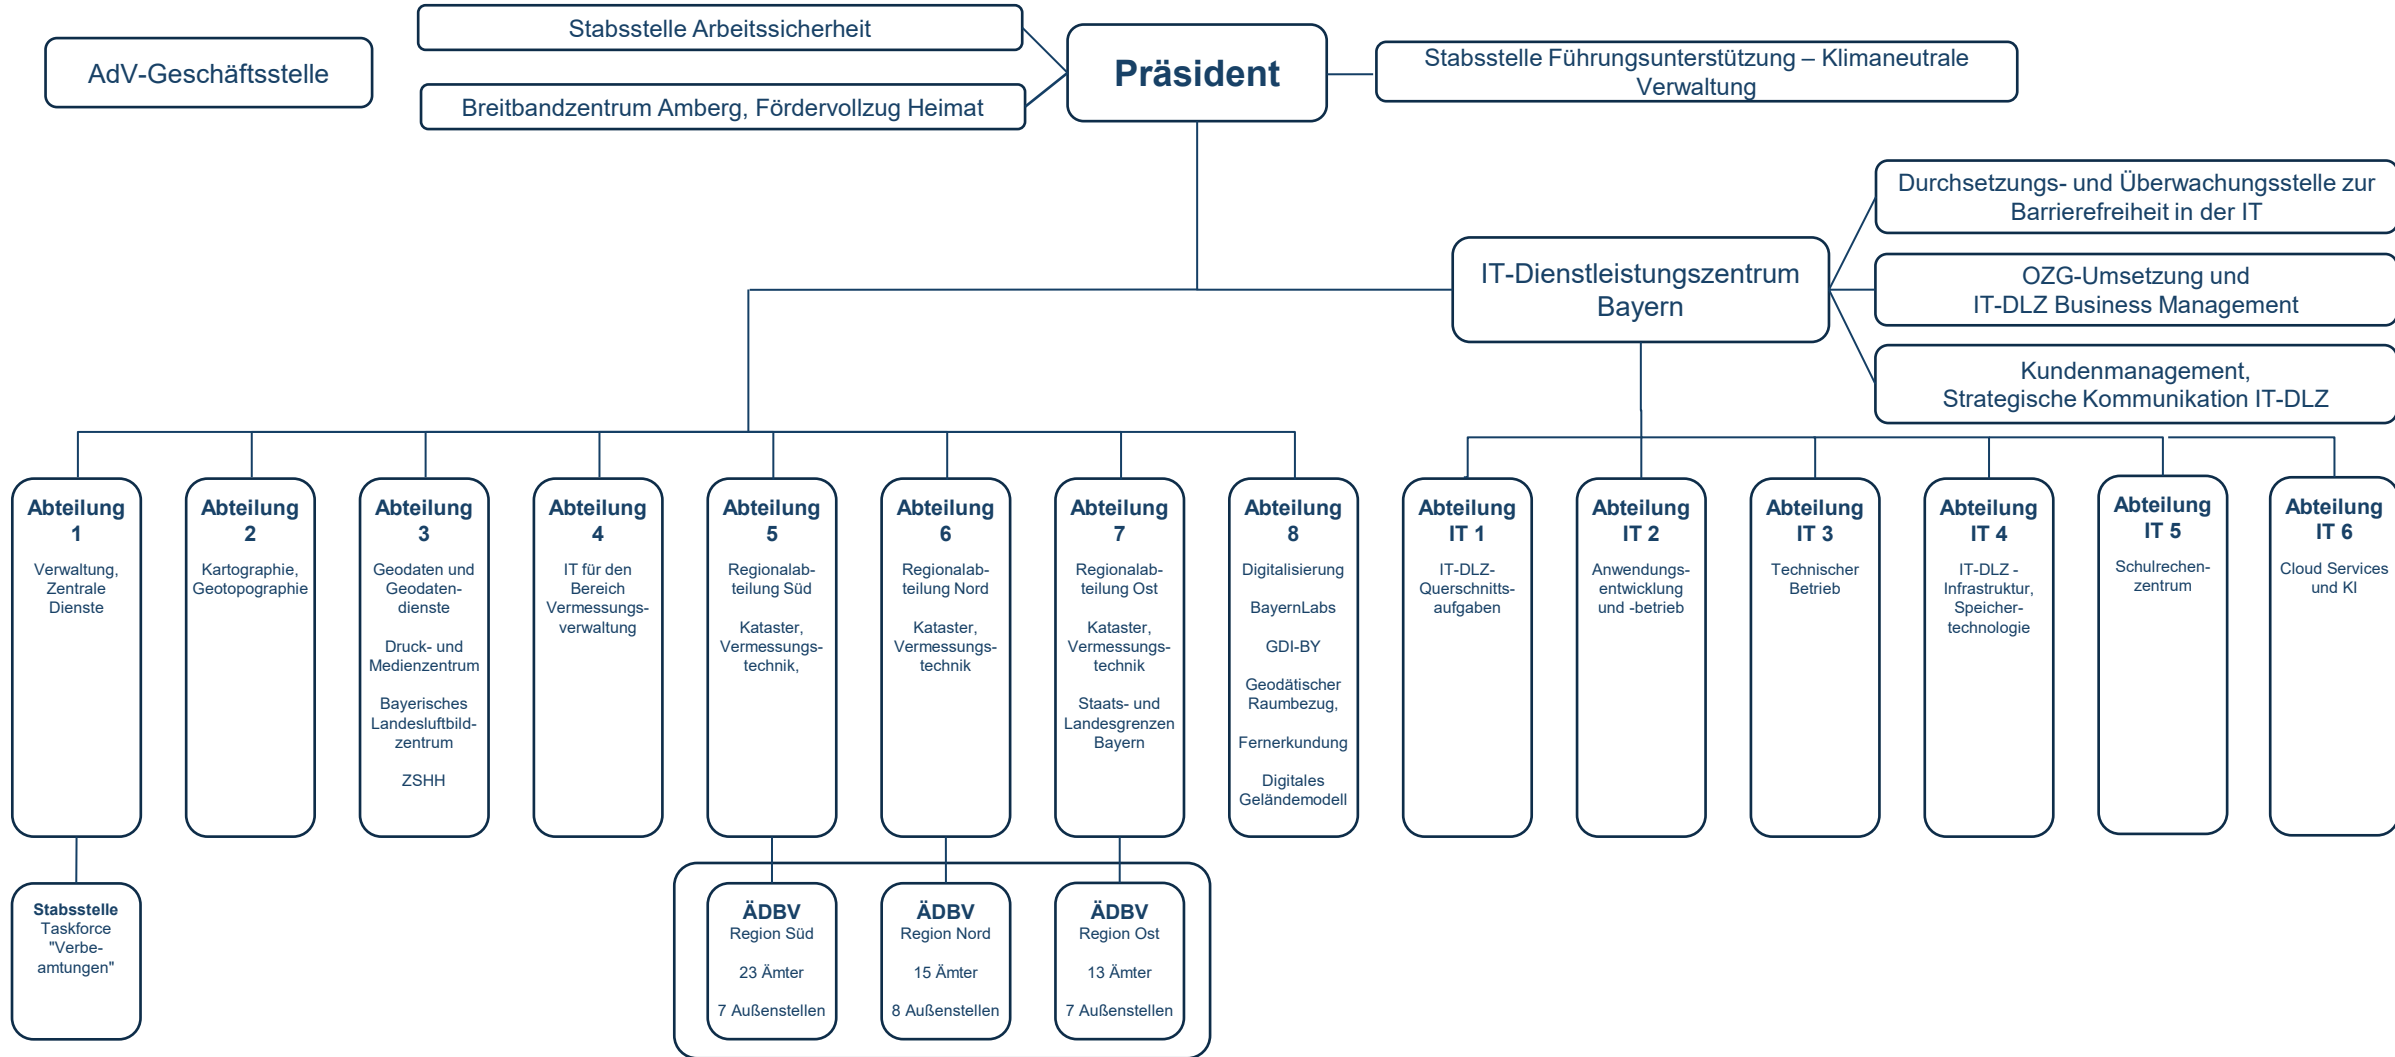 AdV-Geschäftsstelle
Stabsstelle Arbeitssicherheit
Breitbandzentrum Amberg, Fördervollzug Heimat
Präsident
Stabsstelle Führungsunterstützung – Klimaneutrale
Verwaltung
IT-Dienstleistungszentrum
Bayern
Durchsetzungs- und Überwachungsstelle zur
Barrierefreiheit in der IT
OZG-Umsetzung und
IT-DLZ Business Management
Kundenmanagement,
Strategische Kommunikation IT-DLZ
Abteilung
1
Verwaltung,
Zentrale
Dienste
Abteilung
2
Kartographie,
Geotopographie
Abteilung
3
Geodaten und
Geodaten-
dienste
Druck- und
Medienzentrum
Bayerisches
Landesluftbild-
zentrum
ZSHH
Abteilung
4
IT für den
Bereich
Vermessungs-
verwaltung
Abteilung
5
Regionalab-
teilung Süd
Kataster,
Vermessungs-
technik,
Abteilung
6
Regionalab-
teilung Nord
Kataster,
Vermessungs-
technik
Abteilung
7
Regionalab-
teilung Ost
Kataster,
Vermessungs-
technik
Staats- und
Landesgrenzen
Bayern
Abteilung
8
Digitalisierung
BayernLabs
GDI-BY
Geodätischer
Raumbezug,
Fernerkundung
Digitales
Geländemodell
Abteilung
IT 1
IT-DLZ-
Querschnitts-
aufgaben
Abteilung
IT 2
Anwendungs-
entwicklung
und -betrieb
Abteilung
IT 3
Technischer
Betrieb
Abteilung
IT 4
IT-DLZ -
Infrastruktur,
Speicher-
technologie
Abteilung
IT 5
Schulrechen-
zentrum
Abteilung
IT 6
Cloud Services
und KI
Stabsstelle
Taskforce
"Verbe-
amtungen"
ÄDBV
Region Süd
23 Ämter
7 Außenstellen
ÄDBV
Region Nord
15 Ämter
8 Außenstellen
ÄDBV
Region Ost
13 Ämter
7 Außenstellen